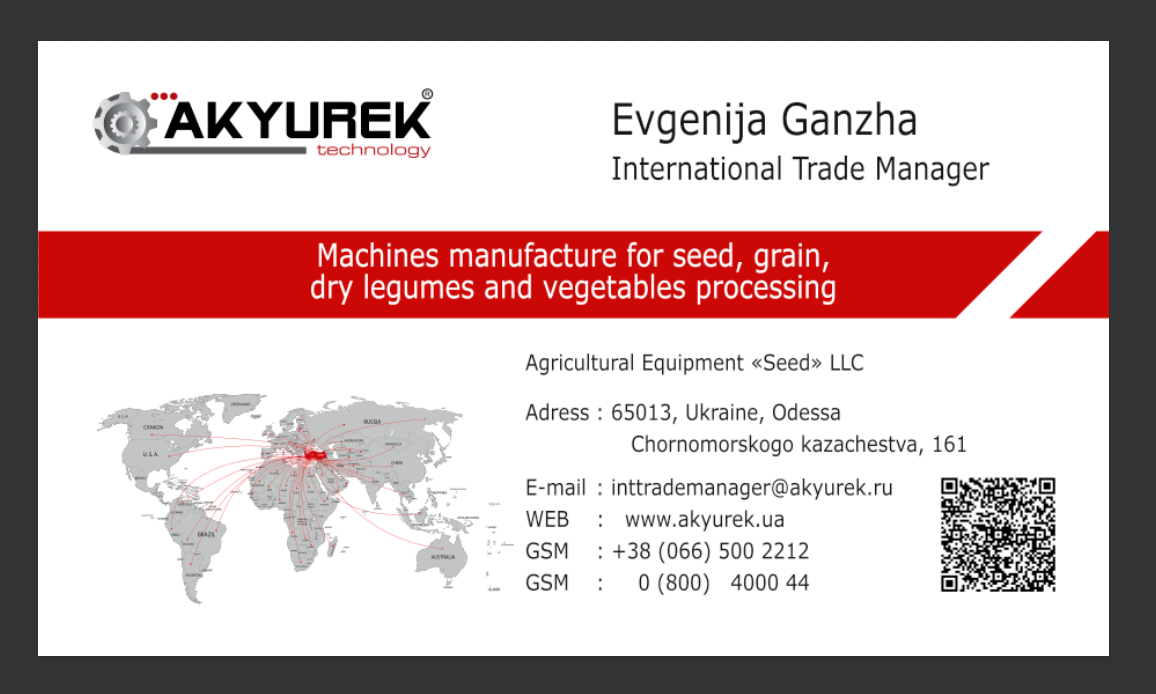 AKYUREK ®
technology
Evgenija Ganzha
International Trade Manager
Machines manufacture for seed, grain,
dry legumes and vegetables processing
Agricultural Equipment «Seed» LLC
Adress : 65013, Ukraine, Odessa
Chornomorskogo kazachestva, 161
E-mail : inttrademanager@akyurek.ru
WEB : www.akyurek.ua
GSM : +38 (066) 500 2212
GSM : 0 (800) 4000 44
GREENLAND
CANADA
RUSSIA
U.S.A.
CHINA
BRAZIL
AUSTRALIA